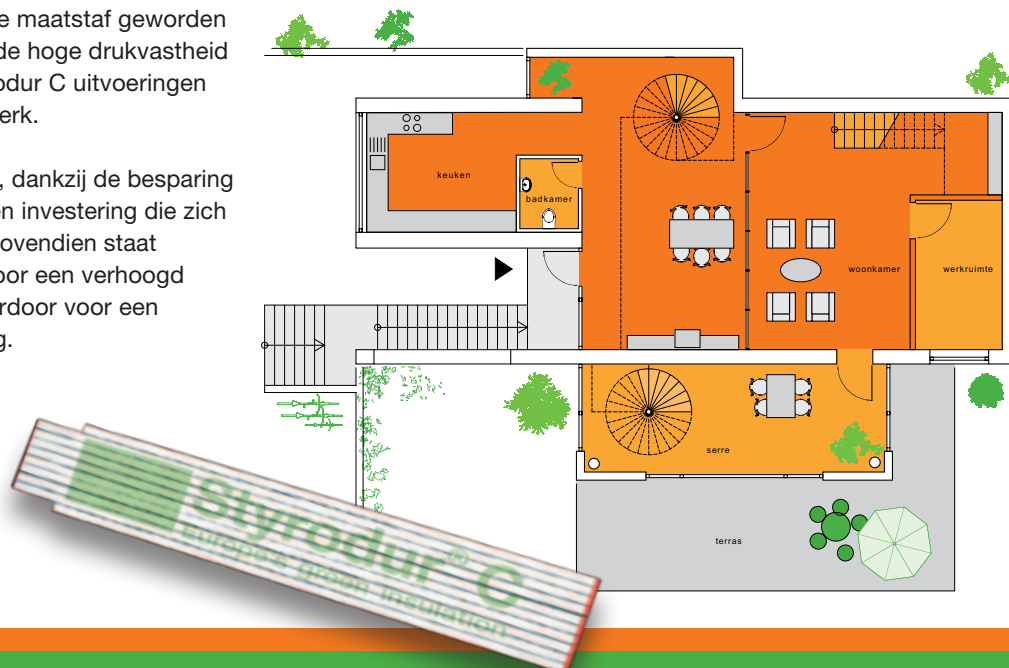 e maatstaf geworden
de hoge drukvastheid
odur C uitvoeringen
erk.
, dankzij de besparing
en investering die zich
ovendien staat
oor een verhoogd
rdoor voor een
g.
keuken
badkamer
woonkamer
werkruimte
serre
terras
Styrodur® C
Europe's green insulation